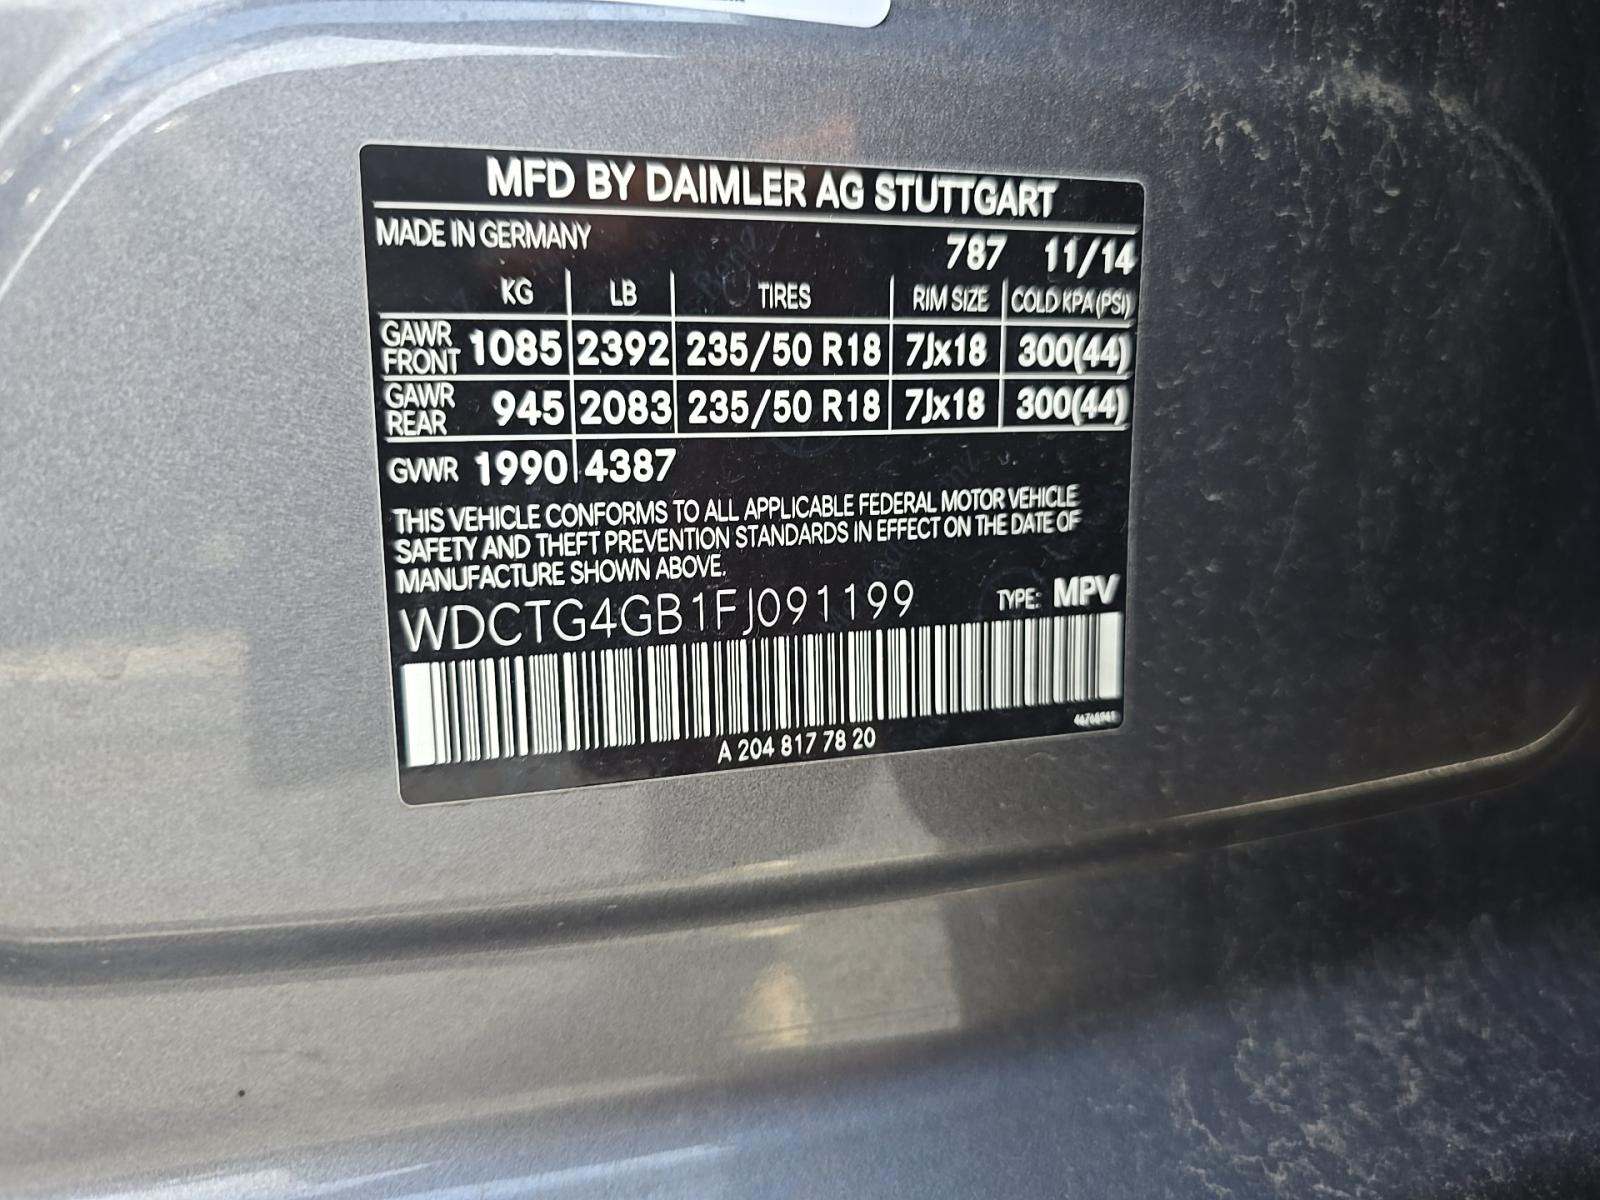 MFD BY DAIMLER AG STUTTGART
MADE IN GERMANY 787 11/14
KG LB TIRES RIM SIZE COLD KPA (PSI)
GAWR FRONT 1085 2392 235/50 R18 7Jx18 300(44)
GAWR REAR 945 2083 235/50 R18 7Jx18 300(44)
GVWR 1990 4387
THIS VEHICLE CONFORMS TO ALL APPLICABLE FEDERAL MOTOR VEHICLE
SAFETY AND THEFT PREVENTION STANDARDS IN EFFECT ON THE DATE OF
MANUFACTURE SHOWN ABOVE.
WDCTG4GB1FJ091199 TYPE: MPV
A 204 817 78 20